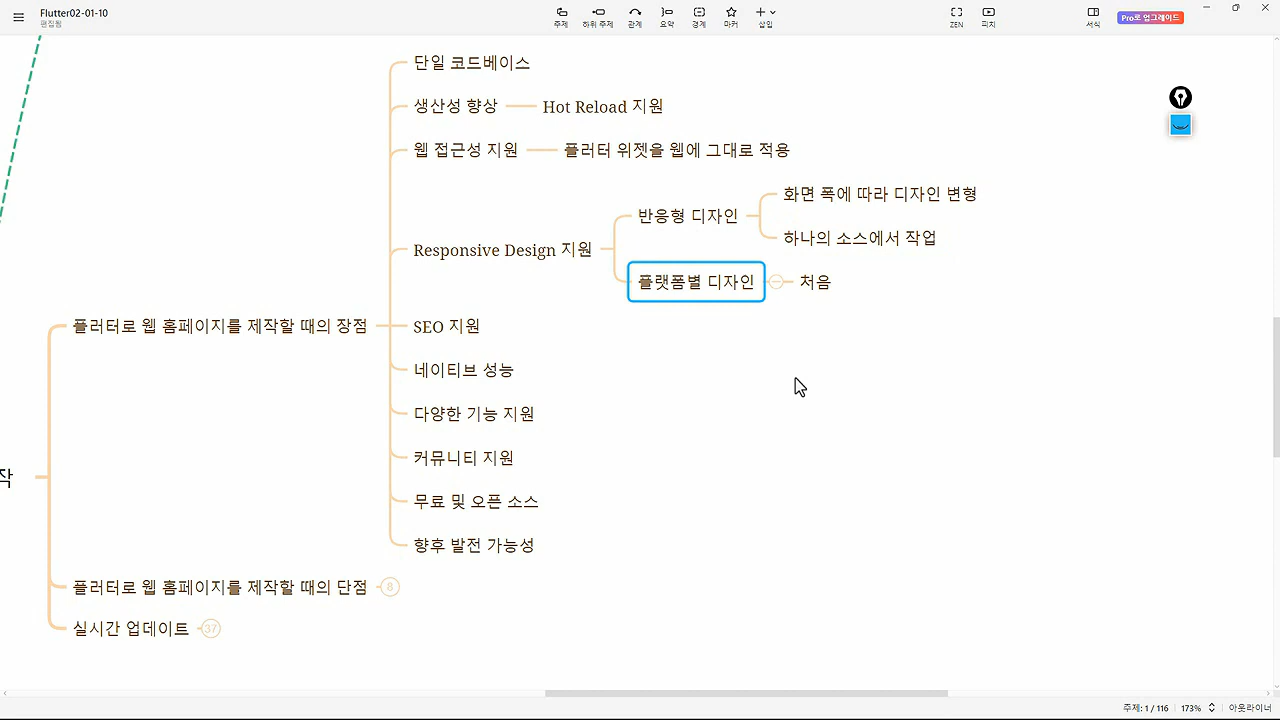 Flutter02-01-10
편집됨
주제
하위 주제
관계
요약
경계
마커
삽입
ZEN
피치
서식
Pro로 업그레이드
단일 코드베이스
생산성 향상
Hot Reload 지원
웹 접근성 지원
플러터 위젯을 웹에 그대로 적용
화면 폭에 따라 디자인 변형
반응형 디자인
하나의 소스에서 작업
Responsive Design 지원
플랫폼별 디자인
처음
플러터로 웹 홈페이지를 제작할 때의 장점
SEO 지원
네이티브 성능
다양한 기능 지원
커뮤니티 지원
작
무료 및 오픈 소스
향후 발전 가능성
플러터로 웹 홈페이지를 제작할 때의 단점
8
실시간 업데이트
37
주제: 1 / 116
173%
아웃라이너